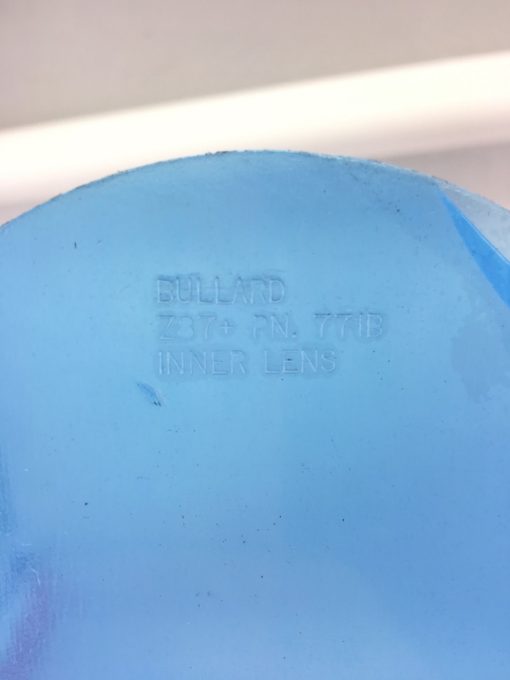 BULLARD
Z87+ PN. 771B
INNER LENS